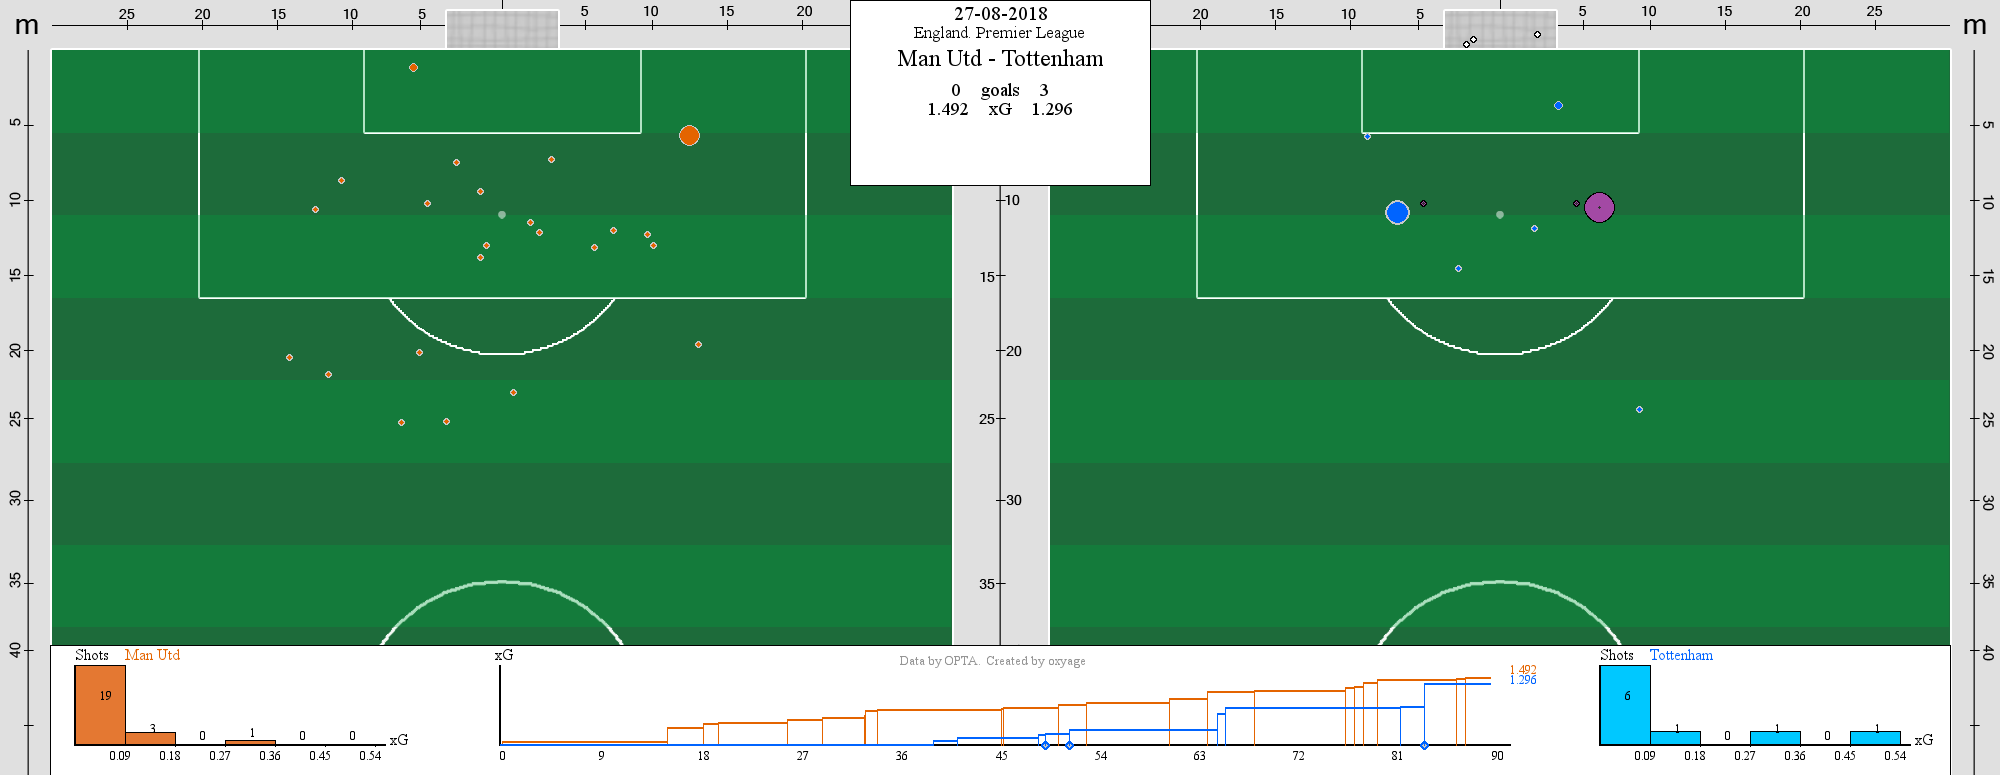 25 20 15 10 5 5 10 15 20
20 15 10 5 5 10 15 20 25
m
m
27-08-2018
England. Premier League
Man Utd - Tottenham
0 goals 3
1.492 xG 1.296
5
10
15
20
25
30
35
40
10
15
20
25
30
35
5
10
15
20
25
30
35
40
Shots Man Utd
19 3 0 1 0 0
xG
0.09 0.18 0.27 0.36 0.45 0.54
xG
Data by OPTA. Created by oxyage
1.492
1.296
0 9 18 27 36 45 54 63 72 81 90
Shots Tottenham
6 1 0 1 0 1
xG
0.09 0.18 0.27 0.36 0.45 0.54